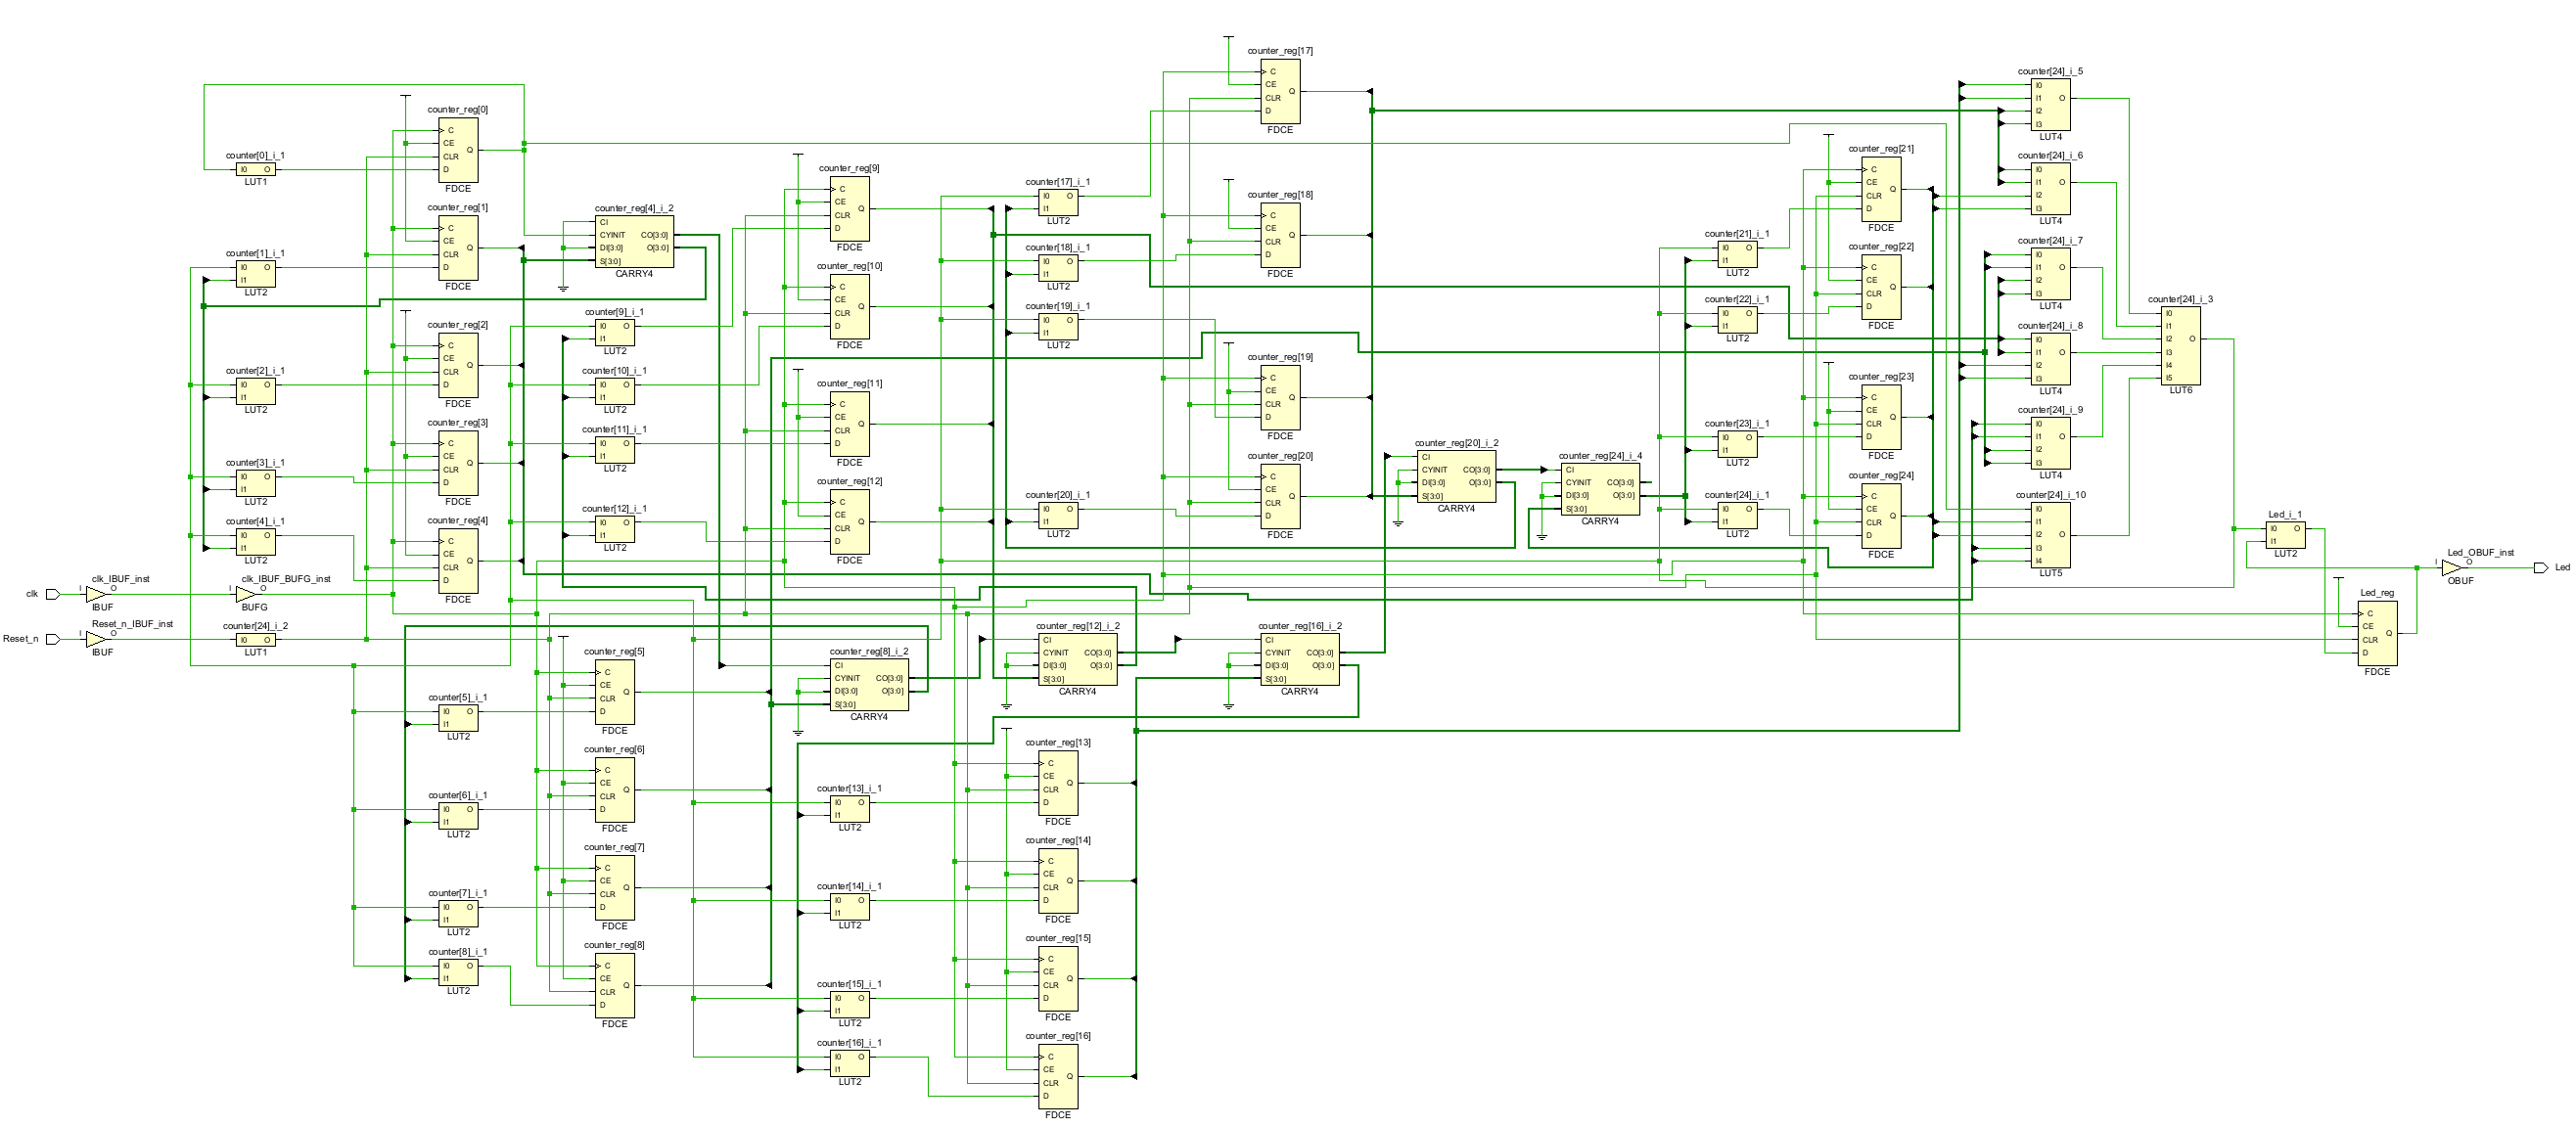 clk
clk_IBUF_inst
I
O
IBUF
clk_IBUF_BUFG_inst
O
BUFG
Reset_n
Reset_n_IBUF_inst
I
O
IBUF
counter[24]_i_2
I0 O
LUT1
counter[0]_i_1
I0 O
LUT1
counter[1]_i_1
I0 O
I1
LUT2
counter[2]_i_1
I0 O
I1
LUT2
counter[3]_i_1
I0 O
I1
LUT2
counter[4]_i_1
I0 O
I1
LUT2
counter_reg[0]
C
CE
CLR
D
Q
FDCE
counter_reg[1]
C
CE
CLR
D
Q
FDCE
counter_reg[2]
C
CE
CLR
D
Q
FDCE
counter_reg[3]
C
CE
CLR
D
Q
FDCE
counter_reg[4]
C
CE
CLR
D
Q
FDCE
counter[5]_i_1
I0 O
I1
LUT2
counter[6]_i_1
I0 O
I1
LUT2
counter[7]_i_1
I0 O
I1
LUT2
counter[8]_i_1
I0 O
I1
LUT2
counter_reg[4]_i_2
CI
CYINIT CO[3:0]
DI[3:0] O[3:0]
S[3:0]
CARRY4
counter[9]_i_1
I0 O
I1
LUT2
counter[10]_i_1
I0 O
I1
LUT2
counter[11]_i_1
I0 O
I1
LUT2
counter[12]_i_1
I0 O
I1
LUT2
counter_reg[5]
C
CE
CLR
D
Q
FDCE
counter_reg[6]
C
CE
CLR
D
Q
FDCE
counter_reg[7]
C
CE
CLR
D
Q
FDCE
counter_reg[8]
C
CE
CLR
D
Q
FDCE
counter_reg[9]
C
CE
CLR
D
Q
FDCE
counter_reg[10]
C
CE
CLR
D
Q
FDCE
counter_reg[11]
C
CE
CLR
D
Q
FDCE
counter_reg[12]
C
CE
CLR
D
Q
FDCE
counter_reg[8]_i_2
CI
CYINIT CO[3:0]
DI[3:0] O[3:0]
S[3:0]
CARRY4
counter[13]_i_1
I0 O
I1
LUT2
counter[14]_i_1
I0 O
I1
LUT2
counter[15]_i_1
I0 O
I1
LUT2
counter[16]_i_1
I0 O
I1
LUT2
counter[17]_i_1
I0 O
I1
LUT2
counter[18]_i_1
I0 O
I1
LUT2
counter[19]_i_1
I0 O
I1
LUT2
counter[20]_i_1
I0 O
I1
LUT2
counter_reg[12]_i_2
CI
CYINIT CO[3:0]
DI[3:0] O[3:0]
S[3:0]
CARRY4
counter_reg[13]
C
CE
CLR
D
Q
FDCE
counter_reg[14]
C
CE
CLR
D
Q
FDCE
counter_reg[15]
C
CE
CLR
D
Q
FDCE
counter_reg[16]
C
CE
CLR
D
Q
FDCE
counter_reg[17]
C
CE
CLR
D
Q
FDCE
counter_reg[18]
C
CE
CLR
D
Q
FDCE
counter_reg[19]
C
CE
CLR
D
Q
FDCE
counter_reg[20]
C
CE
CLR
D
Q
FDCE
counter_reg[16]_i_2
CI
CYINIT CO[3:0]
DI[3:0] O[3:0]
S[3:0]
CARRY4
counter_reg[20]_i_2
CI
CYINIT CO[3:0]
DI[3:0] O[3:0]
S[3:0]
CARRY4
counter_reg[24]_i_4
CI
CYINIT CO[3:0]
DI[3:0] O[3:0]
S[3:0]
CARRY4
counter[21]_i_1
I0 O
I1
LUT2
counter[22]_i_1
I0 O
I1
LUT2
counter[23]_i_1
I0 O
I1
LUT2
counter[24]_i_1
I0 O
I1
LUT2
counter_reg[21]
C
CE
CLR
D
Q
FDCE
counter_reg[22]
C
CE
CLR
D
Q
FDCE
counter_reg[23]
C
CE
CLR
D
Q
FDCE
counter_reg[24]
C
CE
CLR
D
Q
FDCE
counter[24]_i_5
I0
I1 O
I2
I3
LUT4
counter[24]_i_6
I0
I1 O
I2
I3
LUT4
counter[24]_i_7
I0
I1 O
I2
I3
LUT4
counter[24]_i_8
I0
I1 O
I2
I3
LUT4
counter[24]_i_9
I0
I1 O
I2
I3
LUT4
counter[24]_i_10
I0
I1
I2 O
I3
I4
LUT5
counter[24]_i_3
I0
I1
I2 O
I3
I4
I5
LUT6
Led_i_1
I0 O
I1
LUT2
Led_reg
C
CE
CLR
D
Q
FDCE
Led_OBUF_inst
I
O
OBUF
Led